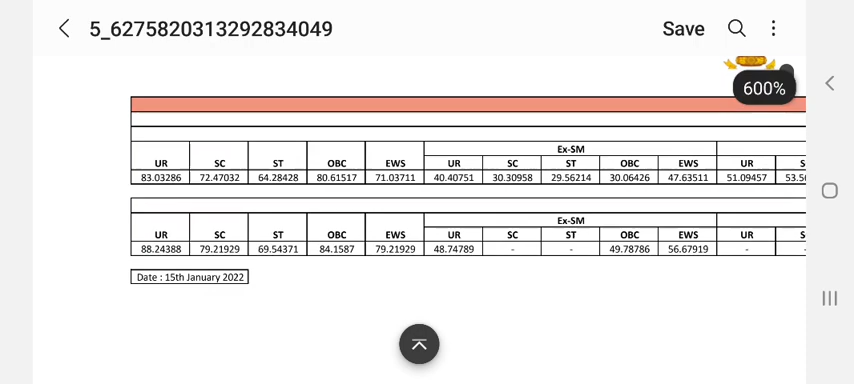 5_6275820313292834049 Save
600%
Ex-SM
UR SC ST OBC EWS UR SC ST OBC EWS UR
83.03286 72.47032 64.28428 80.61517 71.03711 40.40751 30.30958 29.56214 30.06426 47.63511 51.09457
Ex-SM
UR SC ST OBC EWS UR SC ST OBC EWS UR
88.24388 79.21929 69.54371 84.1587 79.21929 48.74789 - - 49.78786 56.67919 - -
Date : 15th January 2022